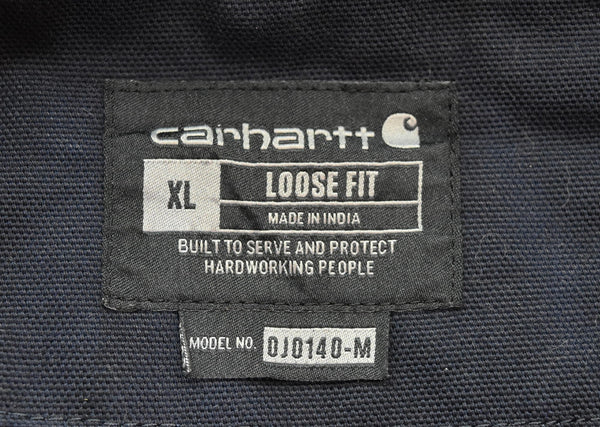 carhartt
XL
LOOSE FIT
MADE IN INDIA
BUILT TO SERVE AND PROTECT
HARDWORKING PEOPLE
MODEL NO. OJ0140-M